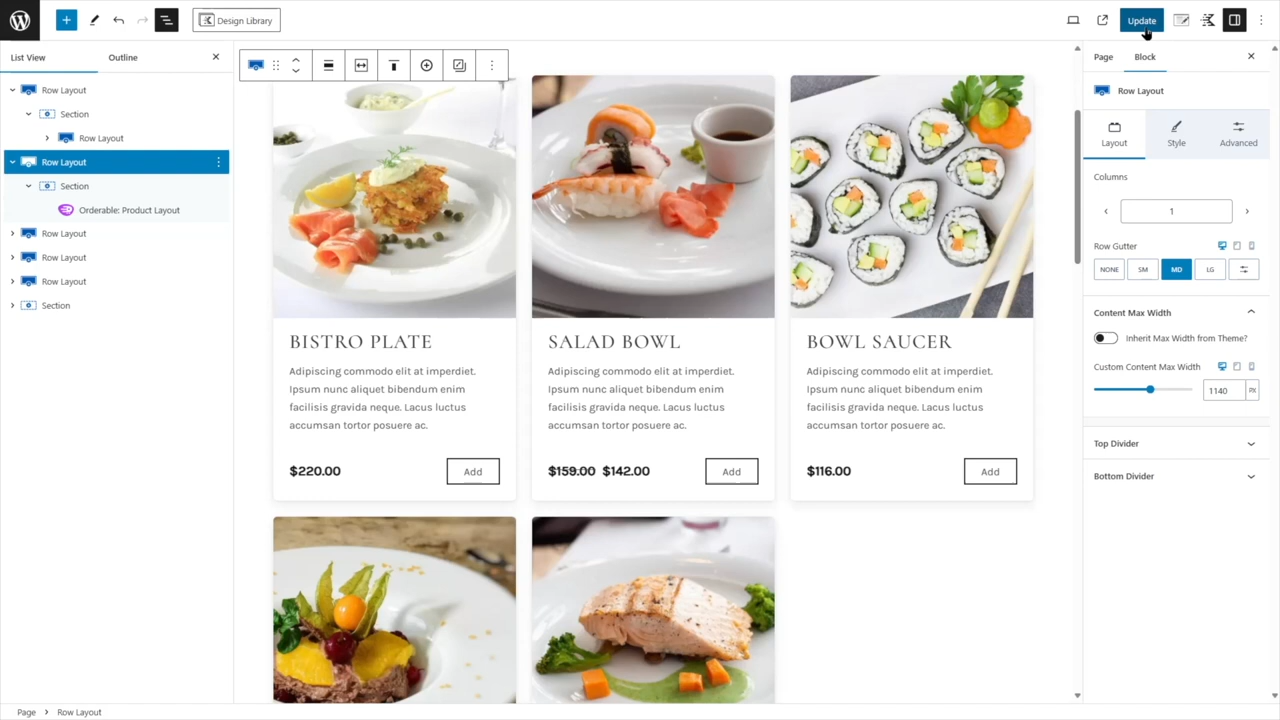 Design Library
Update
List View
Outline
Row Layout
Section
Row Layout
Row Layout
Section
Orderable: Product Layout
Row Layout
Row Layout
Row Layout
Section
BISTRO PLATE
Adipiscing commodo elit at imperdiet.
Ipsum nunc aliquet bibendum enim
facilisis gravida neque. Lacus luctus
accumsan tortor posuere ac.
$220.00
Add
SALAD BOWL
Adipiscing commodo elit at imperdiet.
Ipsum nunc aliquet bibendum enim
facilisis gravida neque. Lacus luctus
accumsan tortor posuere ac.
$159.00 $142.00
Add
BOWL SAUCER
Adipiscing commodo elit at imperdiet.
Ipsum nunc aliquet bibendum enim
facilisis gravida neque. Lacus luctus
accumsan tortor posuere ac.
$116.00
Add
Page
Block
Row Layout
Layout
Style
Advanced
Columns
1
Row Gutter
NONE
SM
MD
LG
Content Max Width
Inherit Max Width from Theme?
Custom Content Max Width
1140
PX
Top Divider
Bottom Divider
Page
Row Layout